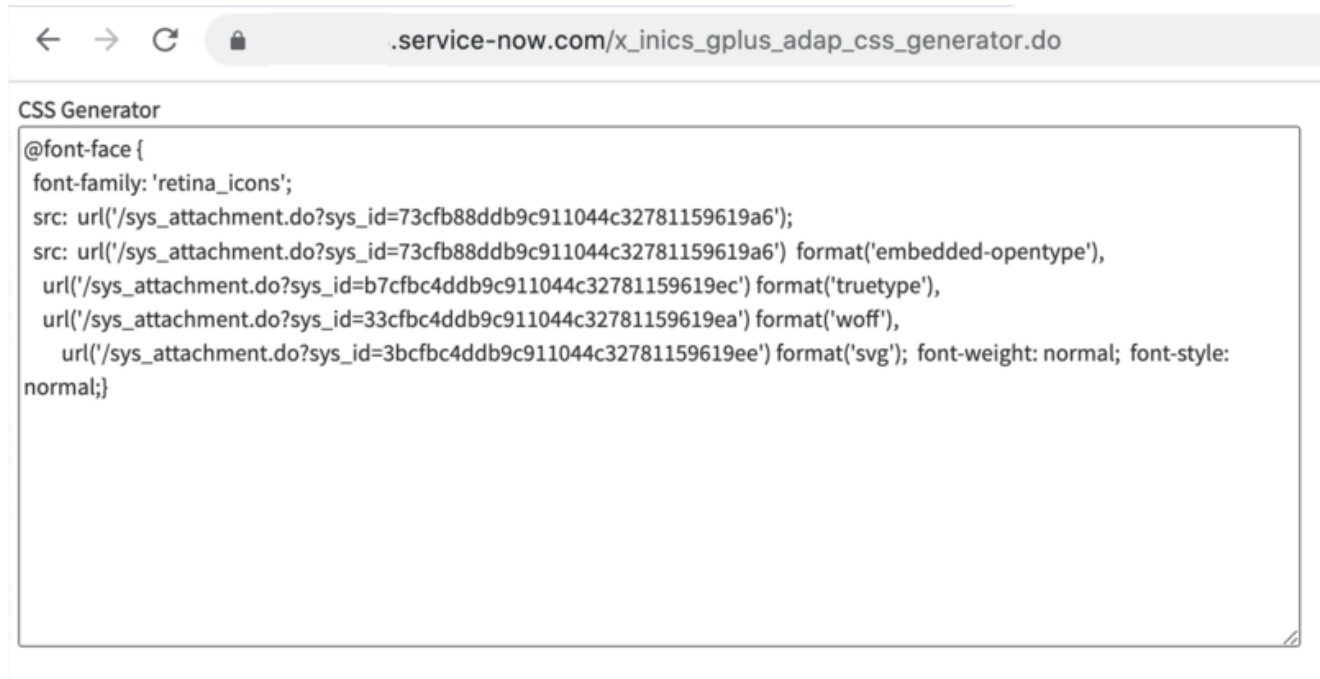 .service-now.com/x_inics_gplus_adap_css_generator.do
CSS Generator
@font-face {
font-family: 'retina_icons';
src: url('/sys_attachment.do?sys_id=73cfb88ddb9c911044c32781159619a6');
src: url('/sys_attachment.do?sys_id=73cfb88ddb9c911044c32781159619a6') format('embedded-opentype'),
url('/sys_attachment.do?sys_id=b7cfbc4ddb9c911044c32781159619ec') format('truetype'),
url('/sys_attachment.do?sys_id=33cfbc4ddb9c911044c32781159619ea') format('woff'),
url('/sys_attachment.do?sys_id=3bcfbc4ddb9c911044c32781159619ee') format('svg'); font-weight: normal; font-style:
normal;}